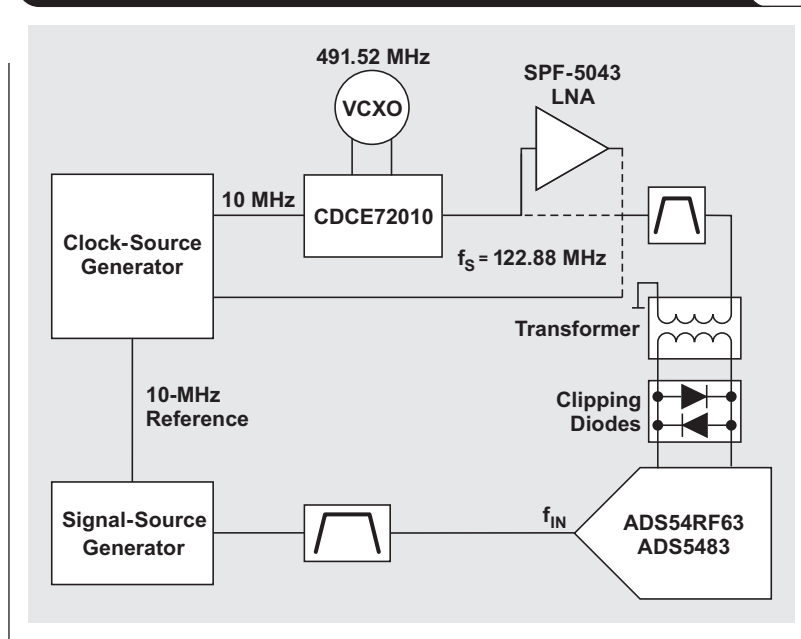 491.52 MHz
VCXO
SPF-5043
LNA
10 MHz
CDCE72010
Clock-Source
Generator
fS = 122.88 MHz
Transformer
10-MHz
Reference
Clipping
Diodes
Signal-Source
Generator
fIN
ADS54RF63
ADS5483